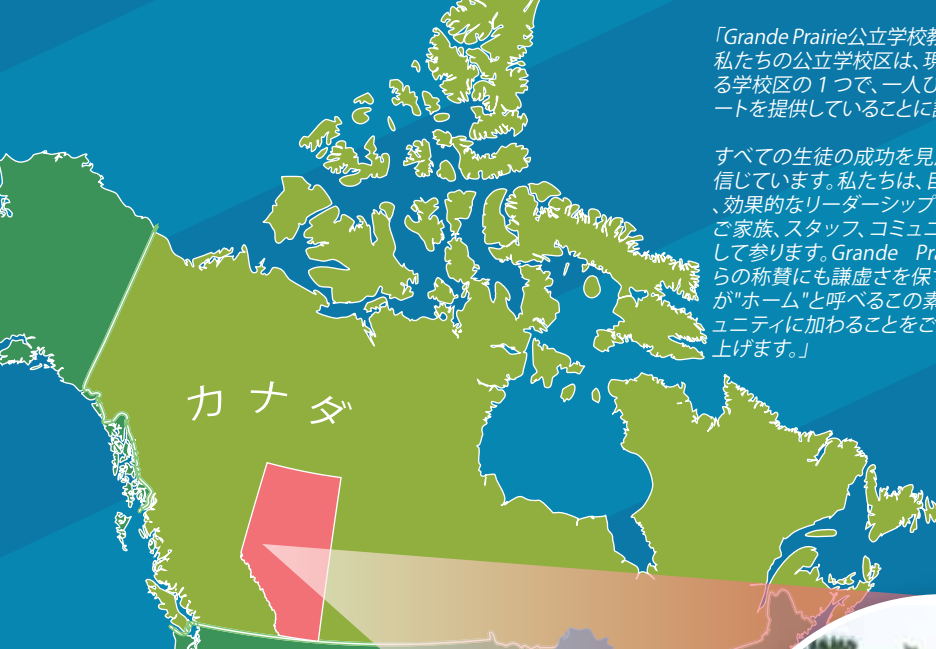 「Grande Prairie公立学校
私たちの公立学校区は、現
る学校区の1つで、一人ひ
ートを提供していることに
すべての生徒の成功を見
信じています。私たちは、
、効果的なリーダーシップ
ご家族、スタッフ、コミュニ
して参ります。Grande Pr
らの称賛にも謙虚さを保
が"ホーム"と呼べるこの素
ュニティに加わることをご
上げます。」
カナダ